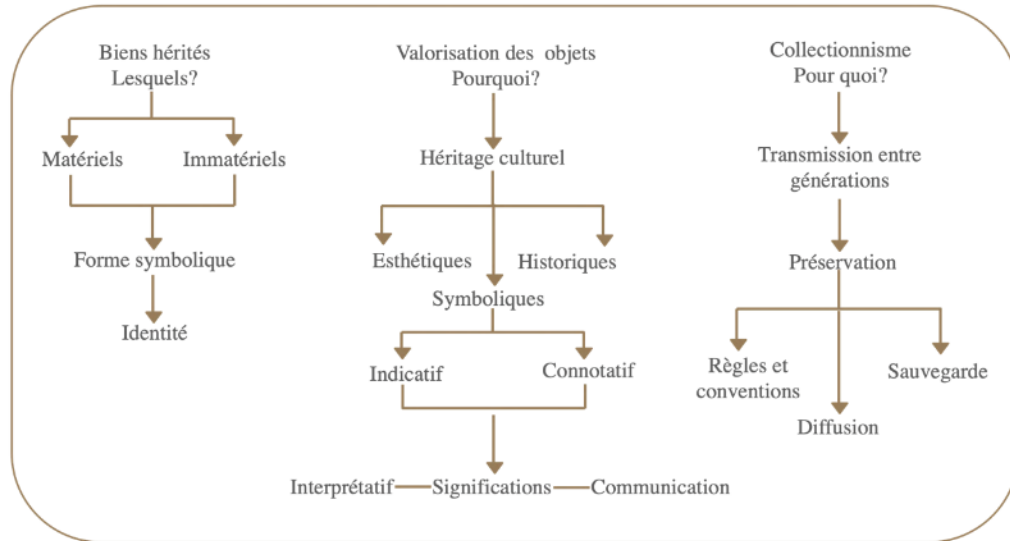 Biens hérités
Lesquels?
Matériels
Immatériels
Forme symbolique
Identité
Valorisation des objets
Pourquoi?
Héritage culturel
Esthétiques
Historiques
Symboliques
Indicatif
Connotatif
Interprétatif
Significations
Communication
Collectionnisme
Pour quoi?
Transmission entre
générations
Préservation
Règles et
conventions
Sauvegarde
Diffusion